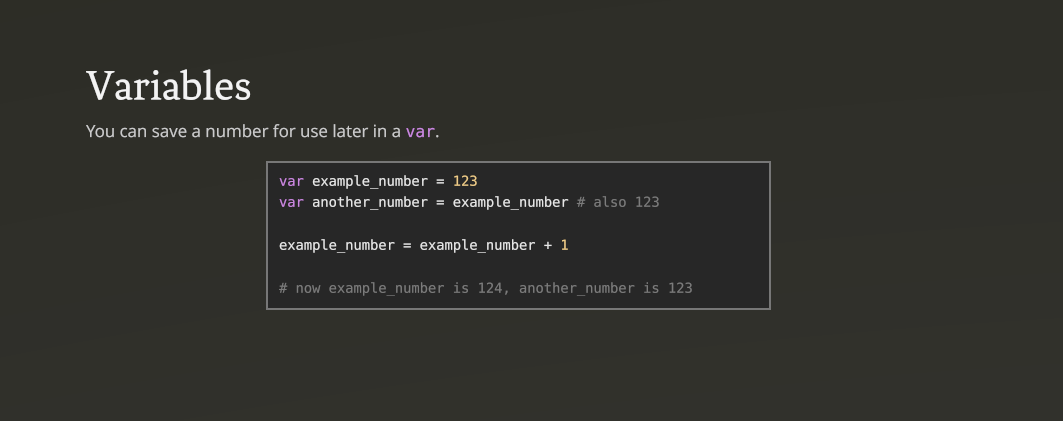 Variables
You can save a number for use later in a var.
var example_number = 123
var another_number = example_number # also 123
example_number = example_number + 1
# now example_number is 124, another_number is 123